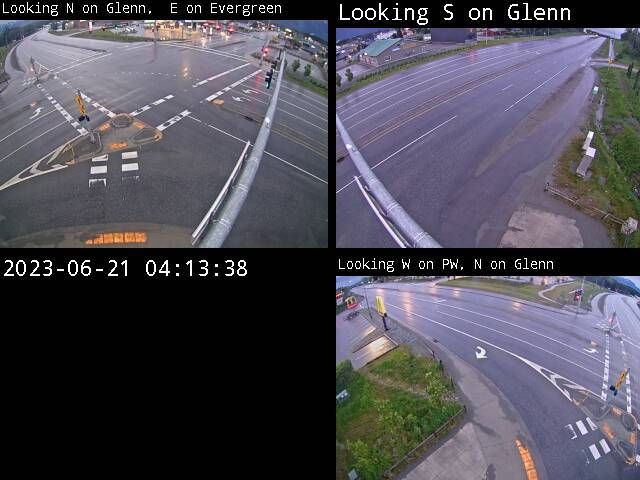 Looking N on Glenn,  E on Evergreen
Looking S on Glenn
2023-06-21 04:13:38
Looking W on PW, N on Glenn